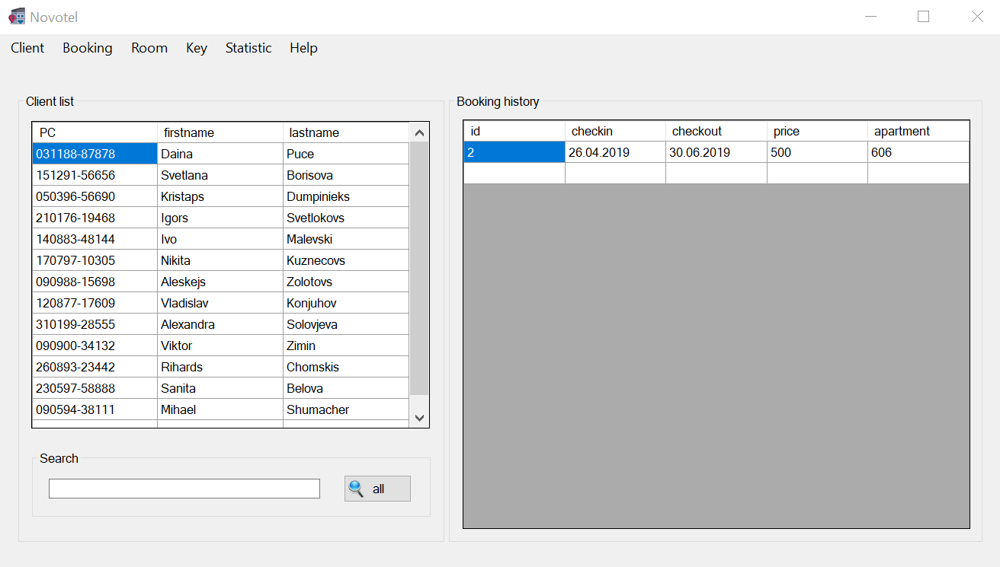 Novotel
Client Booking Room Key Statistic Help
Client list
PC firstname lastname
031188-87878 Daina Puce
151291-56656 Svetlana Borisova
050396-56690 Kristaps Dumpinieks
210176-19468 Igors Svetlokovs
140883-48144 Ivo Malevski
170797-10305 Nikita Kuznecovs
090988-15698 Aleskejs Zolotovs
120877-17609 Vladislav Konjuhov
310199-28555 Alexandra Solovjeva
090900-34132 Viktor Zimin
260893-23442 Rihards Chomskis
230597-58888 Sanita Belova
090594-38111 Mihael Shumacher
Search
all
Booking history
id checkin checkout price apartment
2 26.04.2019 30.06.2019 500 606